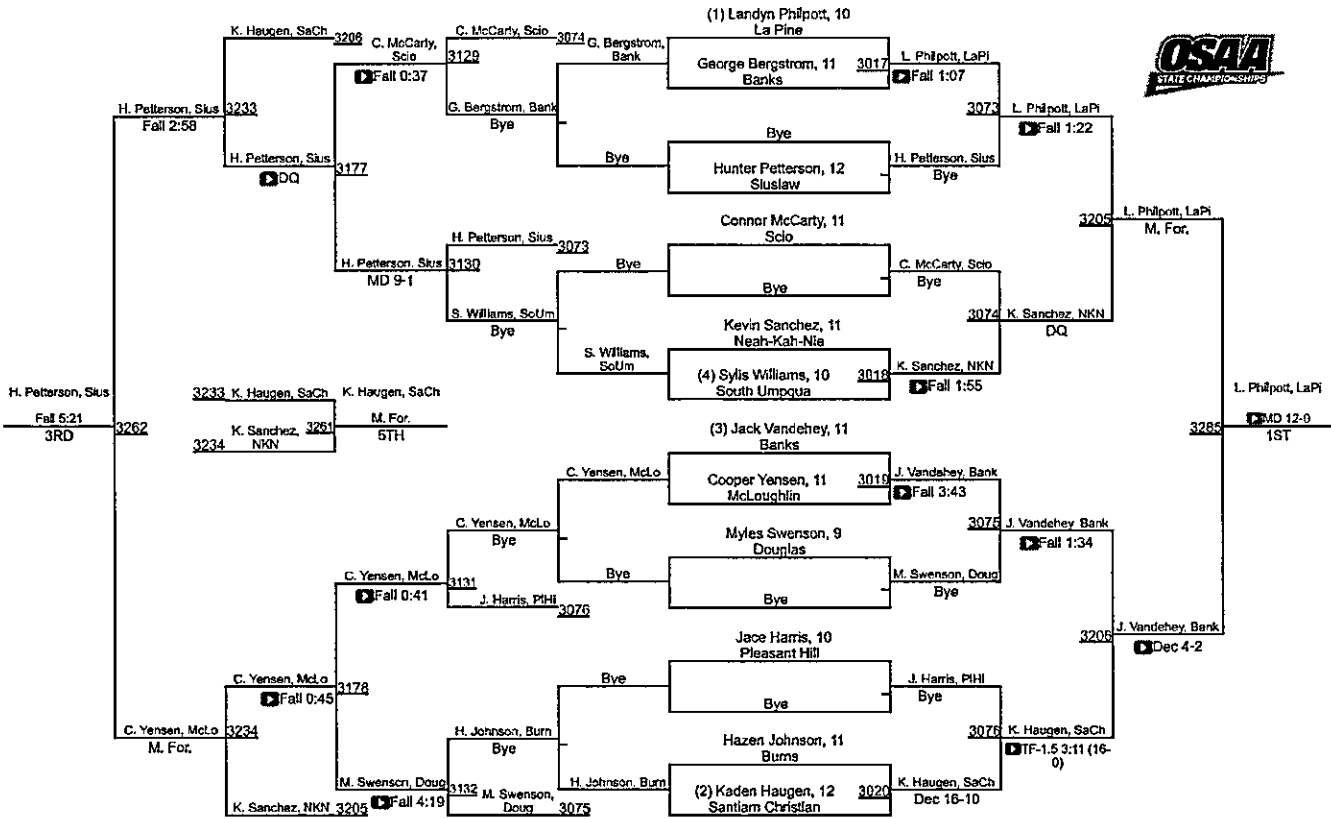 (1) Landyn Philpott, 10
La Pine
George Bergstrom, 11
Banks
3017
Bye
Hunter Petterson, 12
Siuslaw
Connor McCarty, 11
Scio
Bye
Kevin Sanchez, 11
Neah-Kah-Nie
(4) Sylis Williams, 10
South Umpqua
3018
(3) Jack Vandehey, 11
Banks
Cooper Yensen, 11
McLoughlin
3019
Myles Swenson, 9
Douglas
Bye
Jace Harris, 10
Pleasant Hill
Bye
Hazen Johnson, 11
Burns
(2) Kaden Haugen, 12
Santiam Christian
3020
L. Philpott, LaPi
Fall 1:07
3073
H. Petterson, Sius
Bye
C. McCarty, Scio
Bye
3074
K. Sanchez, NKN
Fall 1:55
J. Vandehey, Bank
Fall 3:43
3075
M. Swenson, Doug
Bye
J. Harris, PlHi
Bye
3076
K. Haugen, SaCh
Dec 16-10
L. Philpott, LaPi
Fall 1:22
3205
K. Sanchez, NKN
DQ
J. Vandehey, Bank
Fall 1:34
3206
K. Haugen, SaCh
TF-1.5 3:11 (16-
0)
L. Philpott, LaPi
M. For.
3265
J. Vandehey, Bank
Dec 4-2
L. Philpott, LaPi
MD 12-0
1ST
OSAA
STATE CHAMPIONSHIPS
G. Bergstrom,
Bank
Bye
Bye
S. Williams,
SoUm
C. Yensen, McLo
Bye
Bye
H. Johnson, Burn
C. McCarty, Scio
3074
3129
G. Bergstrom, Bank
Bye
H. Petterson, Sius
3073
3130
S. Williams, SoUm
Bye
C. Yensen, McLo
Bye
3131
J. Harris, PlHi
3076
H. Johnson, Burn
Bye
3132
M. Swenson,
Doug
3075
C. McCarty,
Scio
Fall 0:37
3177
H. Petterson, Sius
MD 9-1
C. Yensen, McLo
Fall 0:41
3178
M. Swenson, Doug
Fall 4:19
K. Haugen, SaCh
3206
3233
H. Petterson, Sius
DQ
C. Yensen, McLo
Fall 0:45
3234
K. Sanchez, NKN
3205
H. Petterson, Sius
Fall 2:58
3262
C. Yensen, McLo
M. For.
H. Petterson, Sius
Fall 5:21
3RD
3233
K. Haugen, SaCh
3261
3234
K. Sanchez,
NKN
K. Haugen, SaCh
M. For.
5TH